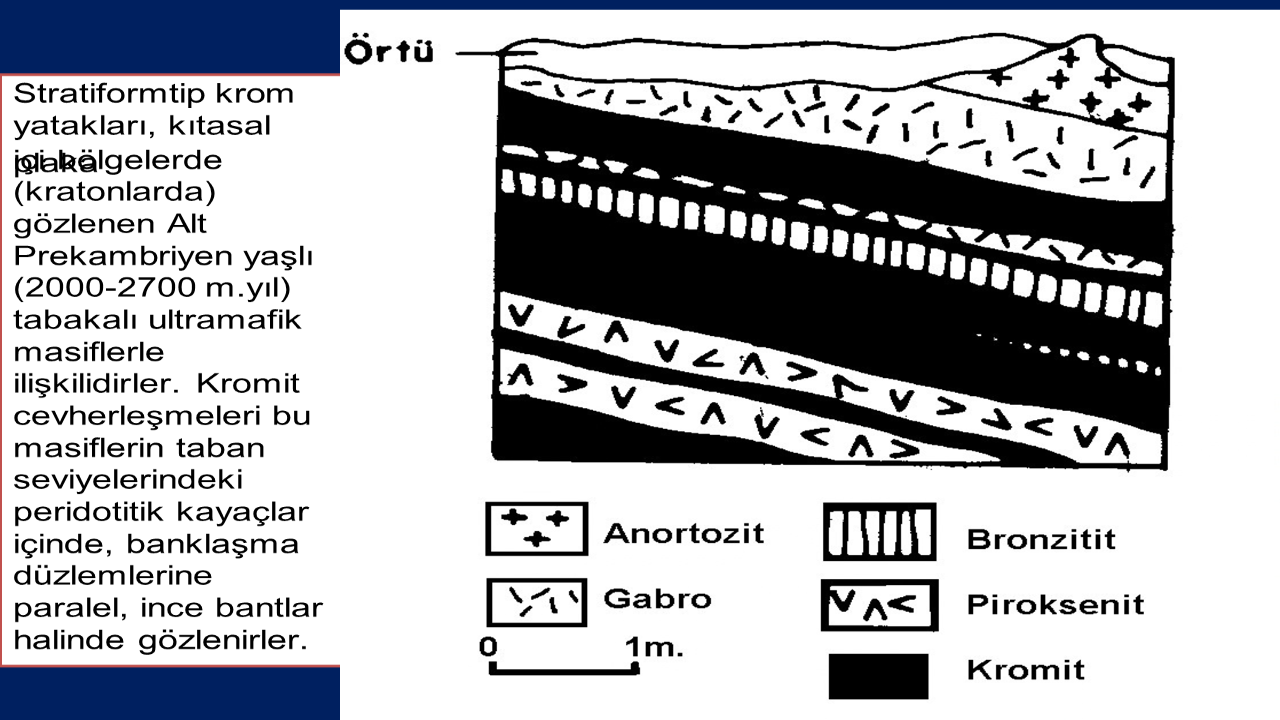 Stratiformtip krom
yatakları, kıtasal
plaka
içi bölgelerde
(kratonlarda)
gözlenen Alt
Prekambriyen yaşlı
(2000-2700 m.yıl)
tabakalı ultramafik
masiflerle
ilişkilidirler. Kromit
cevherleşmeleri bu
masiflerin taban
seviyelerindeki
peridotitik kayaçlar
içinde, banklaşma
düzlemlerine
paralel, ince bantlar
halinde gözlenirler.
Örtü
Anortozit
Gabro
0 1m.
Bronzitit
Piroksenit
Kromit